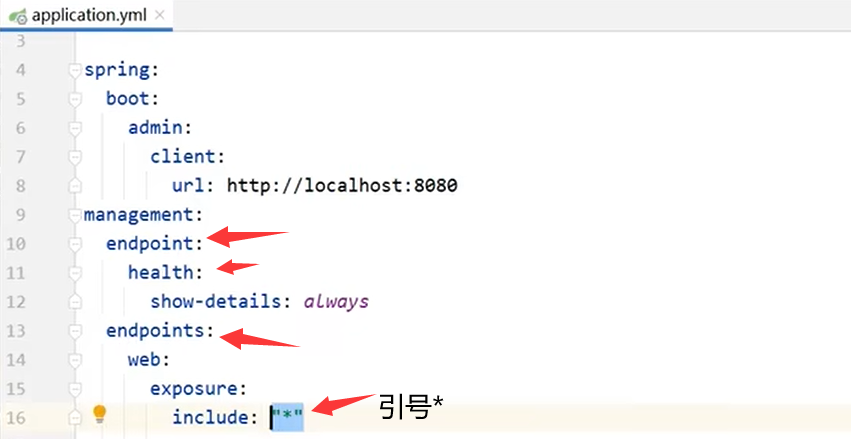 application.yml
3
4 spring:
5 boot:
6 admin:
7 client:
8 url: http://localhost:8080
9 management:
10 endpoint:
11 health:
12 show-details: always
13 endpoints:
14 web:
15 exposure:
16 include: "*" 引号*